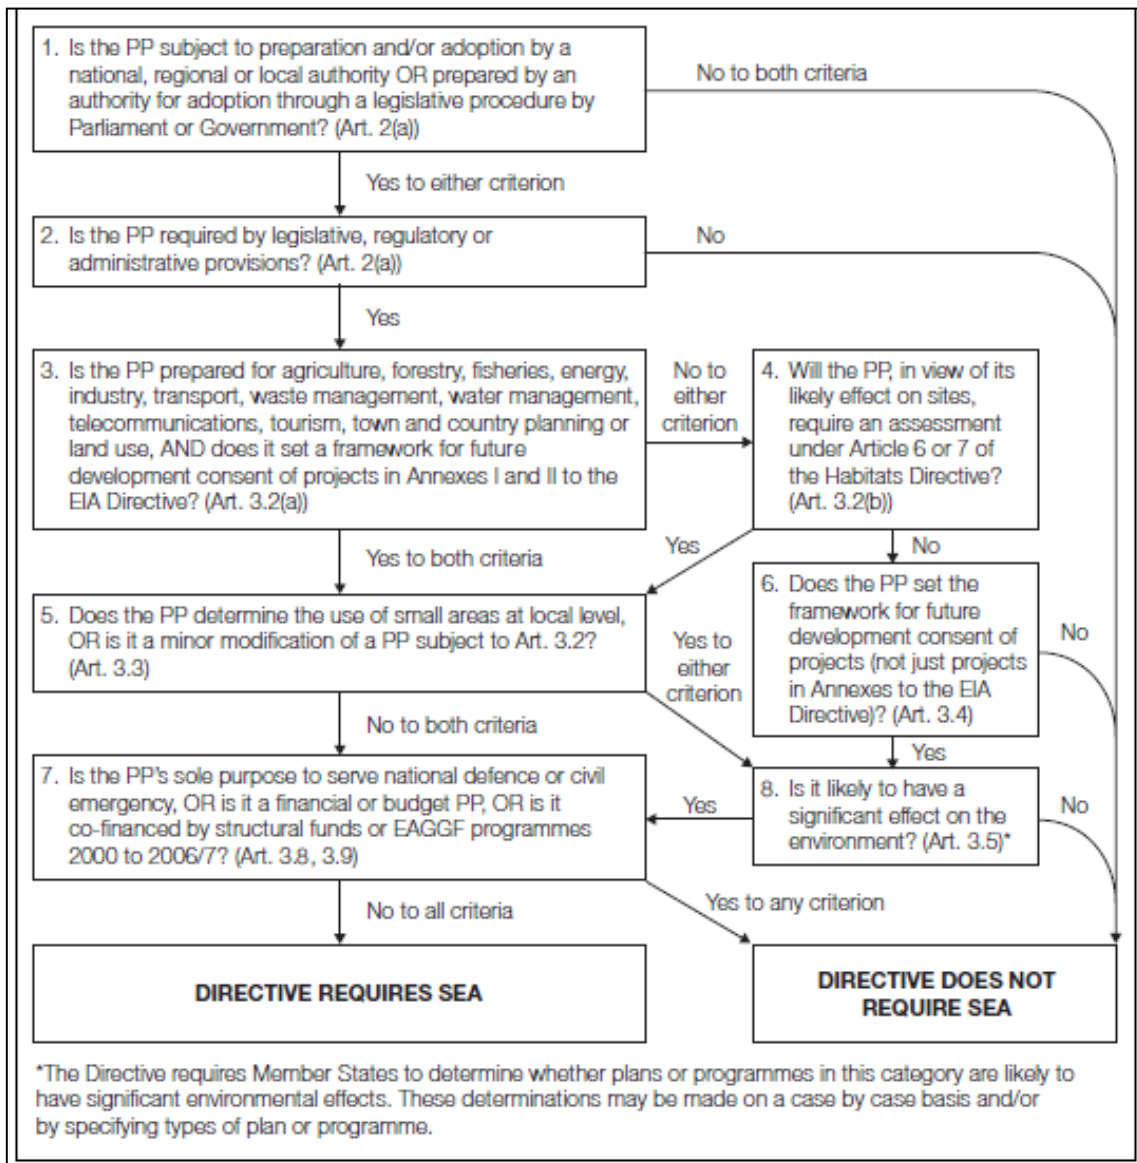 1. Is the PP subject to preparation and/or adoption by a
national, regional or local authority OR prepared by an
authority for adoption through a legislative procedure by
Parliament or Government? (Art. 2(a))
No to both criteria
Yes to either criterion
2. Is the PP required by legislative, regulatory or
administrative provisions? (Art. 2(a))
No
Yes
3. Is the PP prepared for agriculture, forestry, fisheries, energy,
industry, transport, waste management, water management,
telecommunications, tourism, town and country planning or
land use, AND does it set a framework for future
development consent of projects in Annexes I and II to the
EIA Directive? (Art. 3.2(a))
No to
either
criterion
4. Will the PP, in view of its
likely effect on sites,
require an assessment
under Article 6 or 7 of
the Habitats Directive?
(Art. 3.2(b))
Yes to both criteria
Yes
No
5. Does the PP determine the use of small areas at local level,
OR is it a minor modification of a PP subject to Art. 3.2?
(Art. 3.3)
Yes to
either
criterion
6. Does the PP set the
framework for future
development consent of
projects (not just projects
in Annexes to the EIA
Directive)? (Art. 3.4)
No
No to both criteria
Yes
7. Is the PP's sole purpose to serve national defence or civil
emergency, OR is it a financial or budget PP, OR is it
co-financed by structural funds or EAGGF programmes
2000 to 2006/7? (Art. 3.8, 3.9)
Yes
8. Is it likely to have a
significant effect on the
environment? (Art. 3.5)*
No
No to all criteria
Yes to any criterion
DIRECTIVE REQUIRES SEA
DIRECTIVE DOES NOT
REQUIRE SEA
*The Directive requires Member States to determine whether plans or programmes in this category are likely to
have significant environmental effects. These determinations may be made on a case by case basis and/or
by specifying types of plan or programme.